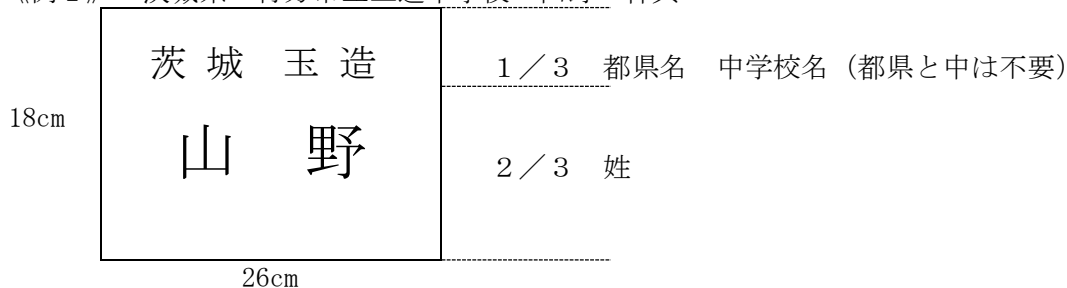 茨城 玉造
1／3 都県名 中学校名（都県と中は不要）
18cm
山 野
2／3 姓
26cm